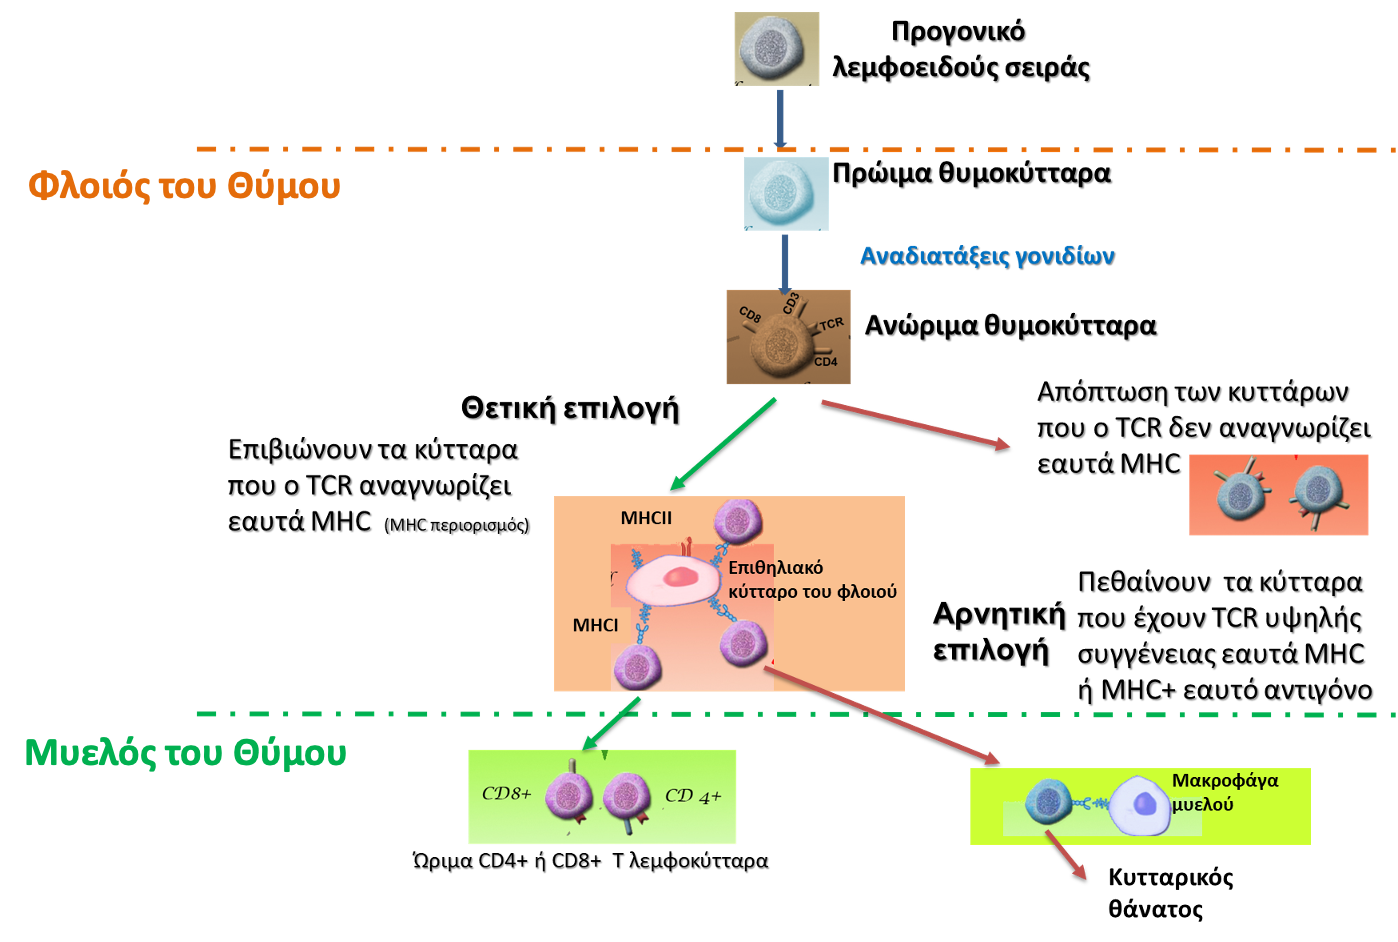 Προγονικό
λεμφοειδούς σειράς
Φλοιός του Θύμου
Πρώιμα θυμοκύτταρα
Αναδιατάξεις γονιδίων
CD8
CD3
TCR
CD4
Ανώριμα θυμοκύτταρα
Θετική επιλογή
Επιβιώνουν τα κύτταρα
που ο TCR αναγνωρίζει
εαυτά MHC (MHC περιορισμός)
Απόπτωση των κυττάρων
που ο TCR δεν αναγνωρίζει
εαυτά MHC
MHCII
Επιθηλιακό
κύτταρο του φλοιού
MHCI
Αρνητική
επιλογή
Πεθαίνουν τα κύτταρα
που έχουν TCR υψηλής
συγγένειας εαυτά MHC
ή MHC+ εαυτό αντιγόνο
Μυελός του Θύμου
CD8+
CD 4+
Ώριμα CD4+ ή CD8+ Τ λεμφοκύτταρα
Μακροφάγα
μυελού
Κυτταρικός
θάνατος